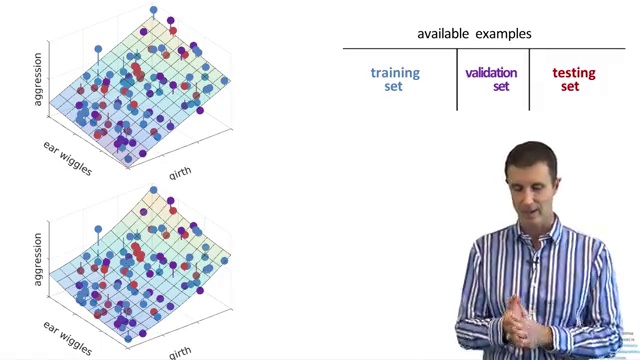 available examples
training validation testing
set set set
aggression
ear wiggles
girth
aggression
ear wiggles
girth